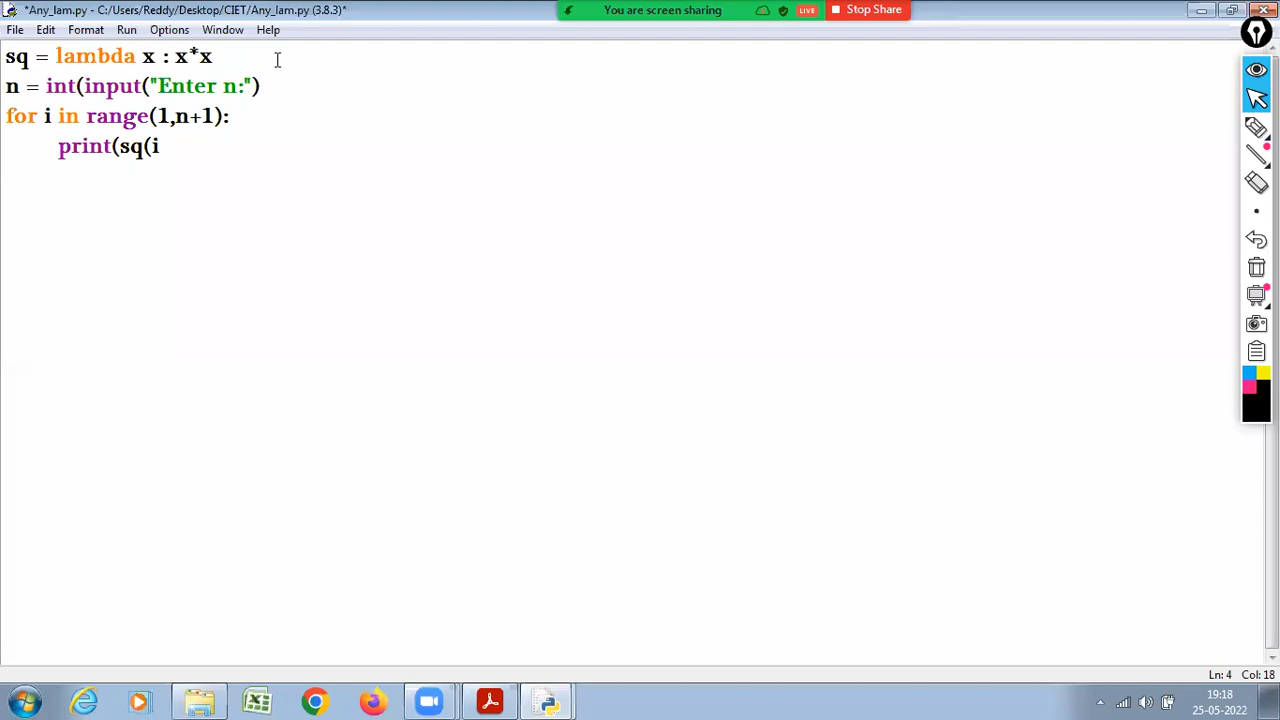 *Any_lam.py - C:/Users/Reddy/Desktop/CIET/Any_lam.py (3.8.3)*
You are screen sharing
LIVE
Stop Share
File Edit Format Run Options Window Help
sq = lambda x : x*x
n = int(input("Enter n:")
for i in range(1,n+1):
print(sq(i
Ln: 4 Col: 18
19:18
25-05-2022